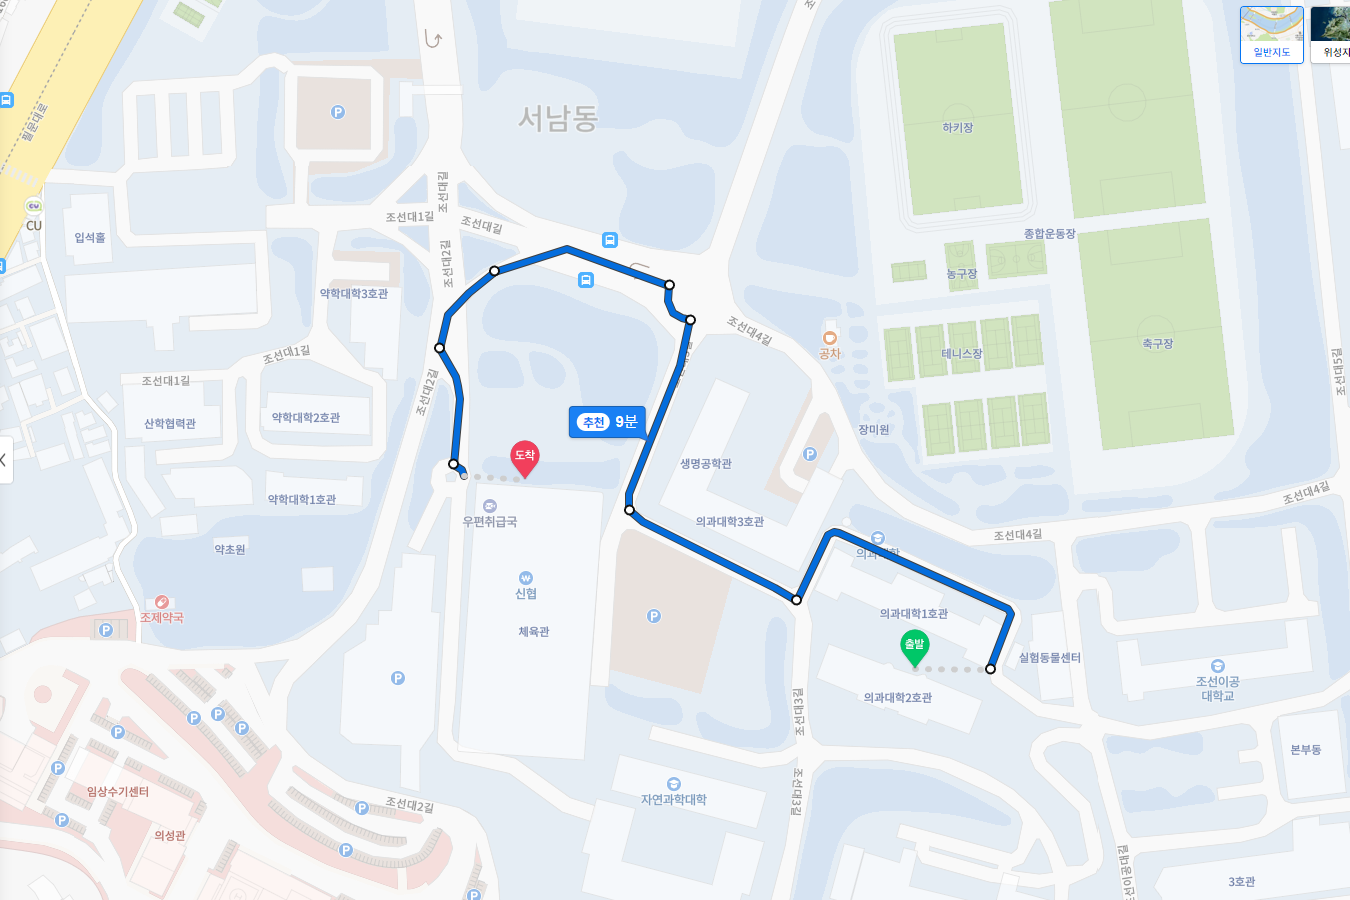 일반지도
위성지
필문대로
서남동
하키장
CU
입석홀
조선대길
조선대1길
조선대길
종합운동장
조선대2길
농구장
약학대학3호관
조선대4길
공차
테니스장
축구장
조선대1길
조선대1길
조선대2길
조선대5길
산학협력관
약학대학2호관
추천 9분
장미원
도착
생명공학관
약학대학1호관
우편취급국
의과대학3호관
조선대4길
조선대4길
약초원
의과대학
신협
조제약국
체육관
의과대학1호관
출발
실험동물센터
의과대학2호관
조선이공
대학교
조선대3길
본부동
임상수기센터
자연과학대학
조선대3길
조선대2길
의성관
3호관